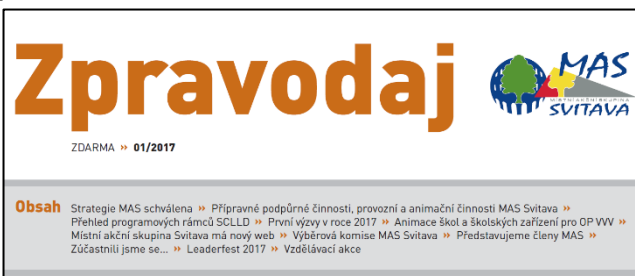 Zpravodaj
MAS
MÍSTNÍ AKČNÍ SKUPINA
SVITAVA
ZDARMA » 01/2017
Obsah Strategie MAS schválena » Přípravné podpůrné činnosti, provozní a animační činnosti MAS Svitava »
Přehled programových rámců SCLLD » První výzvy v roce 2017 » Animace škol a školských zařízení pro OP VVV »
Místní akční skupina Svitava má nový web » Výběrová komise MAS Svitava » Představujeme členy MAS »
Zúčastnili jsme se... » Leaderfest 2017 » Vzdělávací akce